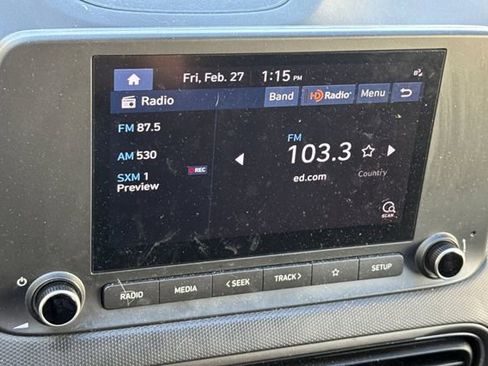 Fri, Feb. 27 1:15 PM
Radio Band HD Radio Menu
FM 87.5
AM 530
SXM 1
Preview
REC
FM
103.3
ed.com Country
SCAN
RADIO MEDIA < SEEK TRACK > SETUP